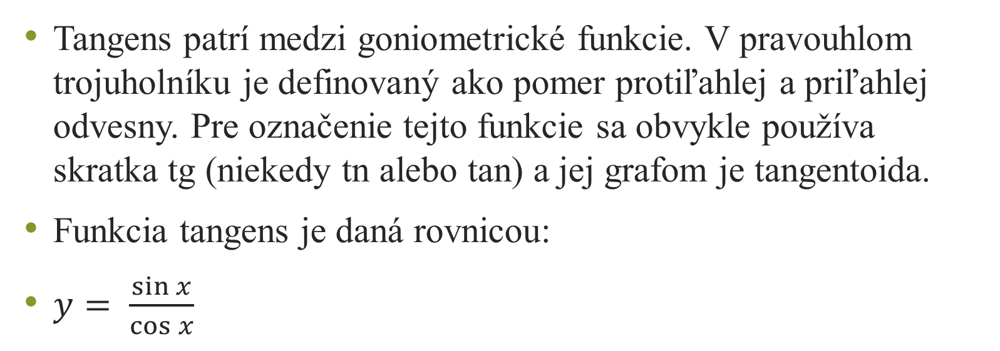 • Tangens patrí medzi goniometrické funkcie. V pravouhlom
trojuholníku je definovaný ako pomer protiľahlej a priľahlej
odvesny. Pre označenie tejto funkcie sa obvykle používa
skratka tg (niekedy tn alebo tan) a jej grafom je tangentoida.
• Funkcia tangens je daná rovnicou:
• y = sin x / cos x